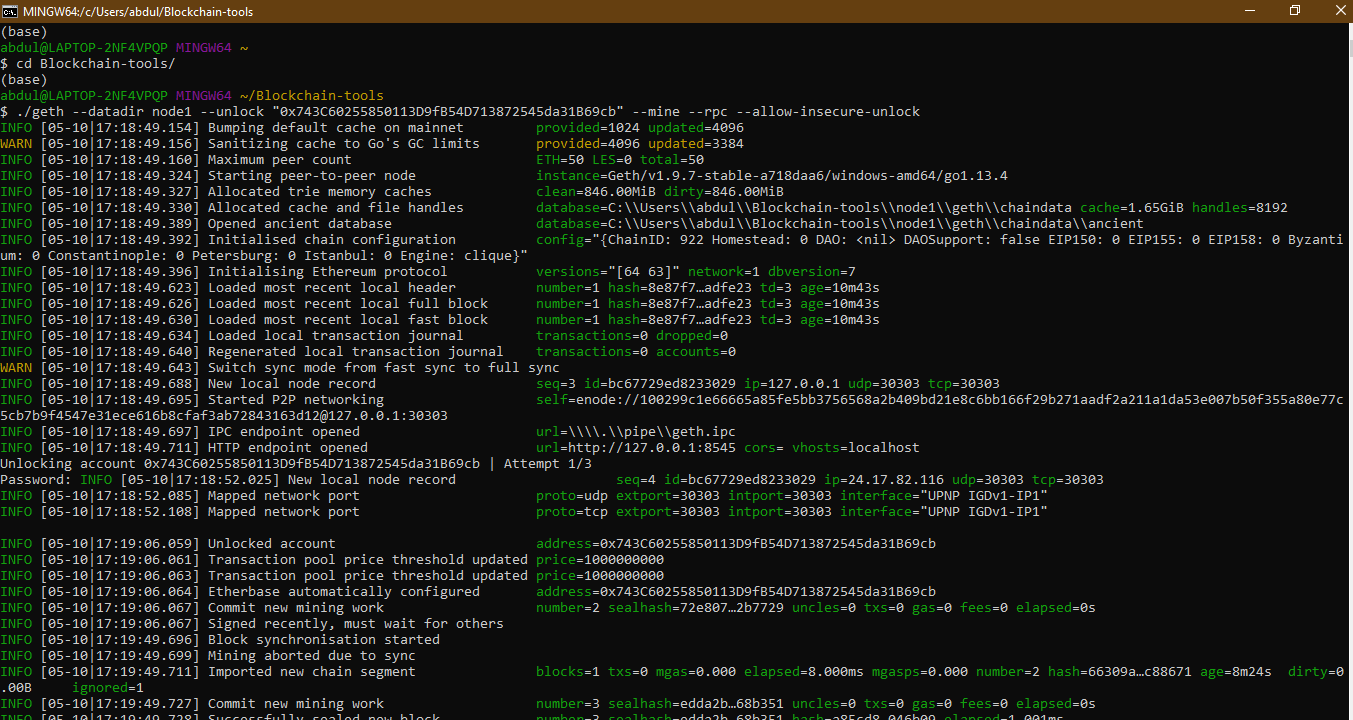 MINGW64:/c/Users/abdul/Blockchain-tools
(base)
abdul@LAPTOP-2NF4VPQP MINGW64 ~
$ cd Blockchain-tools/
(base)
abdul@LAPTOP-2NF4VPQP MINGW64 ~/Blockchain-tools
$ ./geth --datadir node1 --unlock "0x743C60255850113D9fB54D713872545da31B69cb" --mine --rpc --allow-insecure-unlock
INFO [05-10|17:18:49.154] Bumping default cache on mainnet         provided=1024 updated=4096
WARN [05-10|17:18:49.156] Sanitizing cache to Go's GC limits       provided=4096 updated=3384
INFO [05-10|17:18:49.160] Maximum peer count                       ETH=50 LES=0 total=50
INFO [05-10|17:18:49.324] Starting peer-to-peer node               instance=Geth/v1.9.7-stable-a718daa6/windows-amd64/go1.13.4
INFO [05-10|17:18:49.327] Allocated trie memory caches             clean=846.00MiB dirty=846.00MiB
INFO [05-10|17:18:49.330] Allocated cache and file handles         database=C:\\Users\\abdul\\Blockchain-tools\\node1\\geth\\chaindata cache=1.65GiB handles=8192
INFO [05-10|17:18:49.389] Opened ancient database                  database=C:\\Users\\abdul\\Blockchain-tools\\node1\\geth\\chaindata\\ancient
INFO [05-10|17:18:49.392] Initialised chain configuration          config="{ChainID: 922 Homestead: 0 DAO: <nil> DAOSupport: false EIP150: 0 EIP155: 0 EIP158: 0 Byzanti
um: 0 Constantinople: 0 Petersburg: 0 Istanbul: 0 Engine: clique}"
INFO [05-10|17:18:49.396] Initialising Ethereum protocol           versions="[64 63]" network=1 dbversion=7
INFO [05-10|17:18:49.623] Loaded most recent local header          number=1 hash=8e87f7…adfe23 td=3 age=10m43s
INFO [05-10|17:18:49.626] Loaded most recent local full block      number=1 hash=8e87f7…adfe23 td=3 age=10m43s
INFO [05-10|17:18:49.630] Loaded most recent local fast block      number=1 hash=8e87f7…adfe23 td=3 age=10m43s
INFO [05-10|17:18:49.634] Loaded local transaction journal         transactions=0 dropped=0
INFO [05-10|17:18:49.640] Regenerated local transaction journal    transactions=0 accounts=0
WARN [05-10|17:18:49.643] Switch sync mode from fast sync to full sync
INFO [05-10|17:18:49.688] New local node record                    seq=3 id=bc67729ed8233029 ip=127.0.0.1 udp=30303 tcp=30303
INFO [05-10|17:18:49.695] Started P2P networking                   self=enode://100299c1e66665a85fe5bb3756568a2b409bd21e8c6bb166f29b271aadf2a211a1da53e007b50f355a80e77c
5cb7b9f4547e31ece616b8cfaf3ab72843163d12@127.0.0.1:30303
INFO [05-10|17:18:49.697] IPC endpoint opened                      url=\\\\.\\pipe\\geth.ipc
INFO [05-10|17:18:49.711] HTTP endpoint opened                     url=http://127.0.0.1:8545 cors= vhosts=localhost
Unlocking account 0x743C60255850113D9fB54D713872545da31B69cb | Attempt 1/3
Password: INFO [05-10|17:18:52.025] New local node record                    seq=4 id=bc67729ed8233029 ip=24.17.82.116 udp=30303 tcp=30303
INFO [05-10|17:18:52.085] Mapped network port                      proto=udp extport=30303 intport=30303 interface="UPNP IGDv1-IP1"
INFO [05-10|17:18:52.108] Mapped network port                      proto=tcp extport=30303 intport=30303 interface="UPNP IGDv1-IP1"
INFO [05-10|17:19:06.059] Unlocked account                         address=0x743C60255850113D9fB54D713872545da31B69cb
INFO [05-10|17:19:06.061] Transaction pool price threshold updated price=1000000000
INFO [05-10|17:19:06.063] Transaction pool price threshold updated price=1000000000
INFO [05-10|17:19:06.064] Etherbase automatically configured       address=0x743C60255850113D9fB54D713872545da31B69cb
INFO [05-10|17:19:06.067] Commit new mining work                   number=2 sealhash=72e807…2b7729 uncles=0 txs=0 gas=0 fees=0 elapsed=0s
INFO [05-10|17:19:06.067] Signed recently, must wait for others
INFO [05-10|17:19:49.696] Block synchronisation started
INFO [05-10|17:19:49.699] Mining aborted due to sync
INFO [05-10|17:19:49.711] Imported new chain segment               blocks=1 txs=0 mgas=0.000 elapsed=8.000ms mgasps=0.000 number=2 hash=66309a…c88671 age=8m24s  dirty=0
.00B     ignored=1
INFO [05-10|17:19:49.727] Commit new mining work                   number=3 sealhash=edda2b…68b351 uncles=0 txs=0 gas=0 fees=0 elapsed=0s
INFO [05-10|17:19:49.728] Successfully sealed new block            number=3 sealhash=edda2b…68b351 elapsed=1.001ms